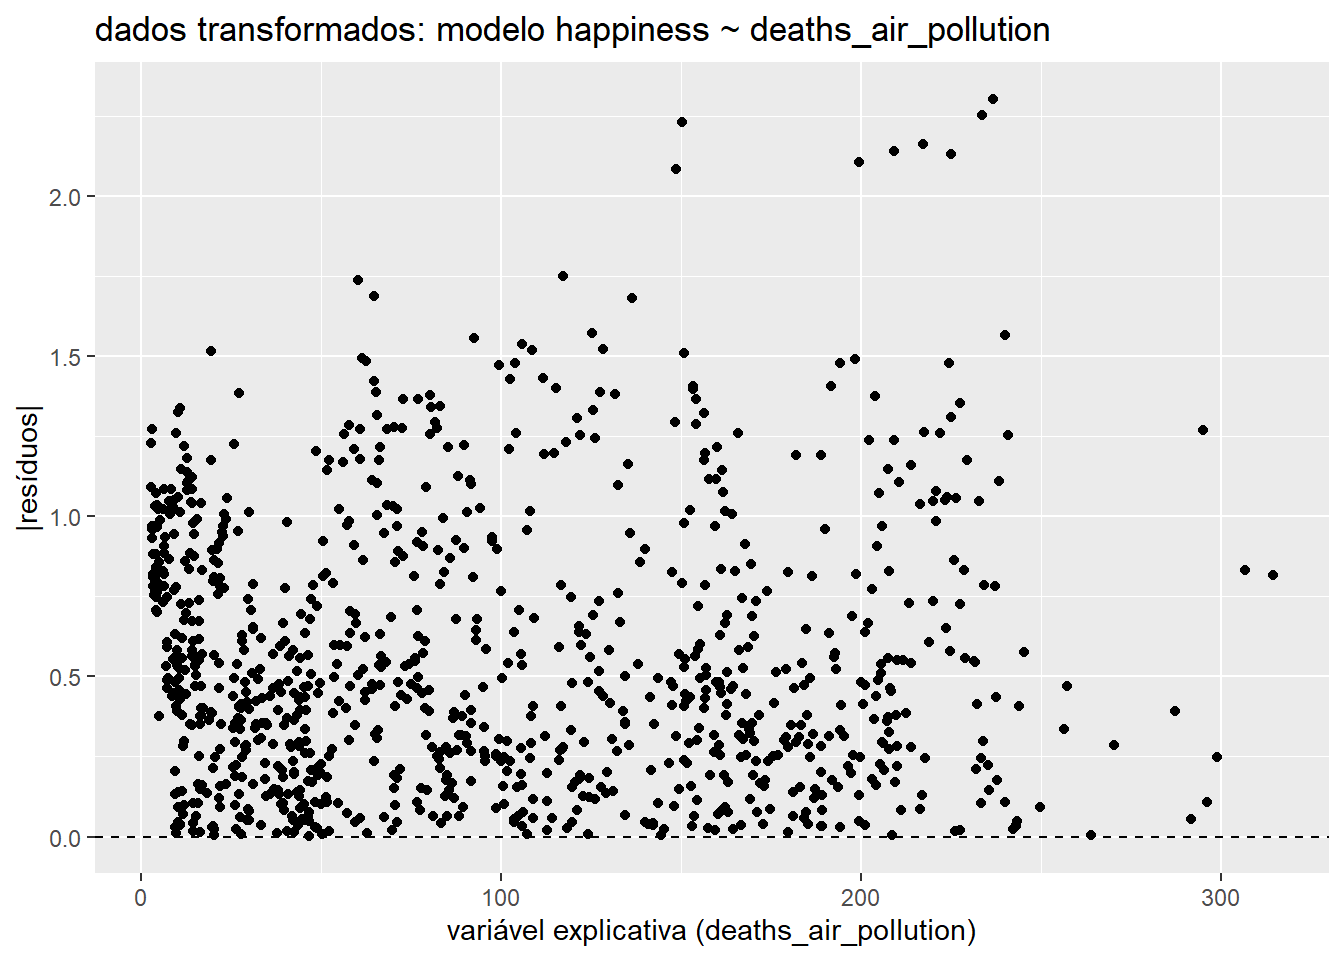 dados transformados: modelo happiness ~ deaths_air_pollution
|resíduos|
2.0
1.5
1.0
0.5
0.0
0 100 200 300
variável explicativa (deaths_air_pollution)